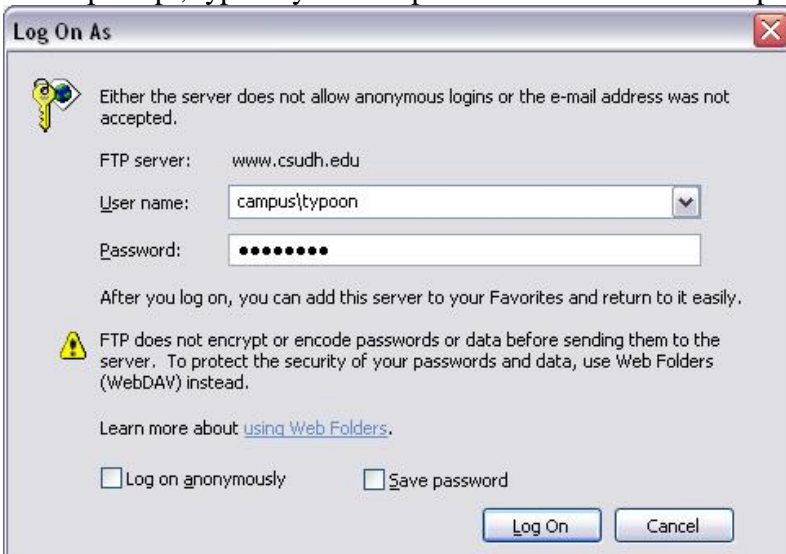 Log On As
Either the server does not allow anonymous logins or the e-mail address was not
accepted.
FTP server: www.csudh.edu
User name: campus\typoon
Password: ●●●●●●●●
After you log on, you can add this server to your Favorites and return to it easily.
FTP does not encrypt or encode passwords or data before sending them to the
server. To protect the security of your passwords and data, use Web Folders
(WebDAV) instead.
Learn more about using Web Folders.
Log on anonymously Save password
Log On Cancel